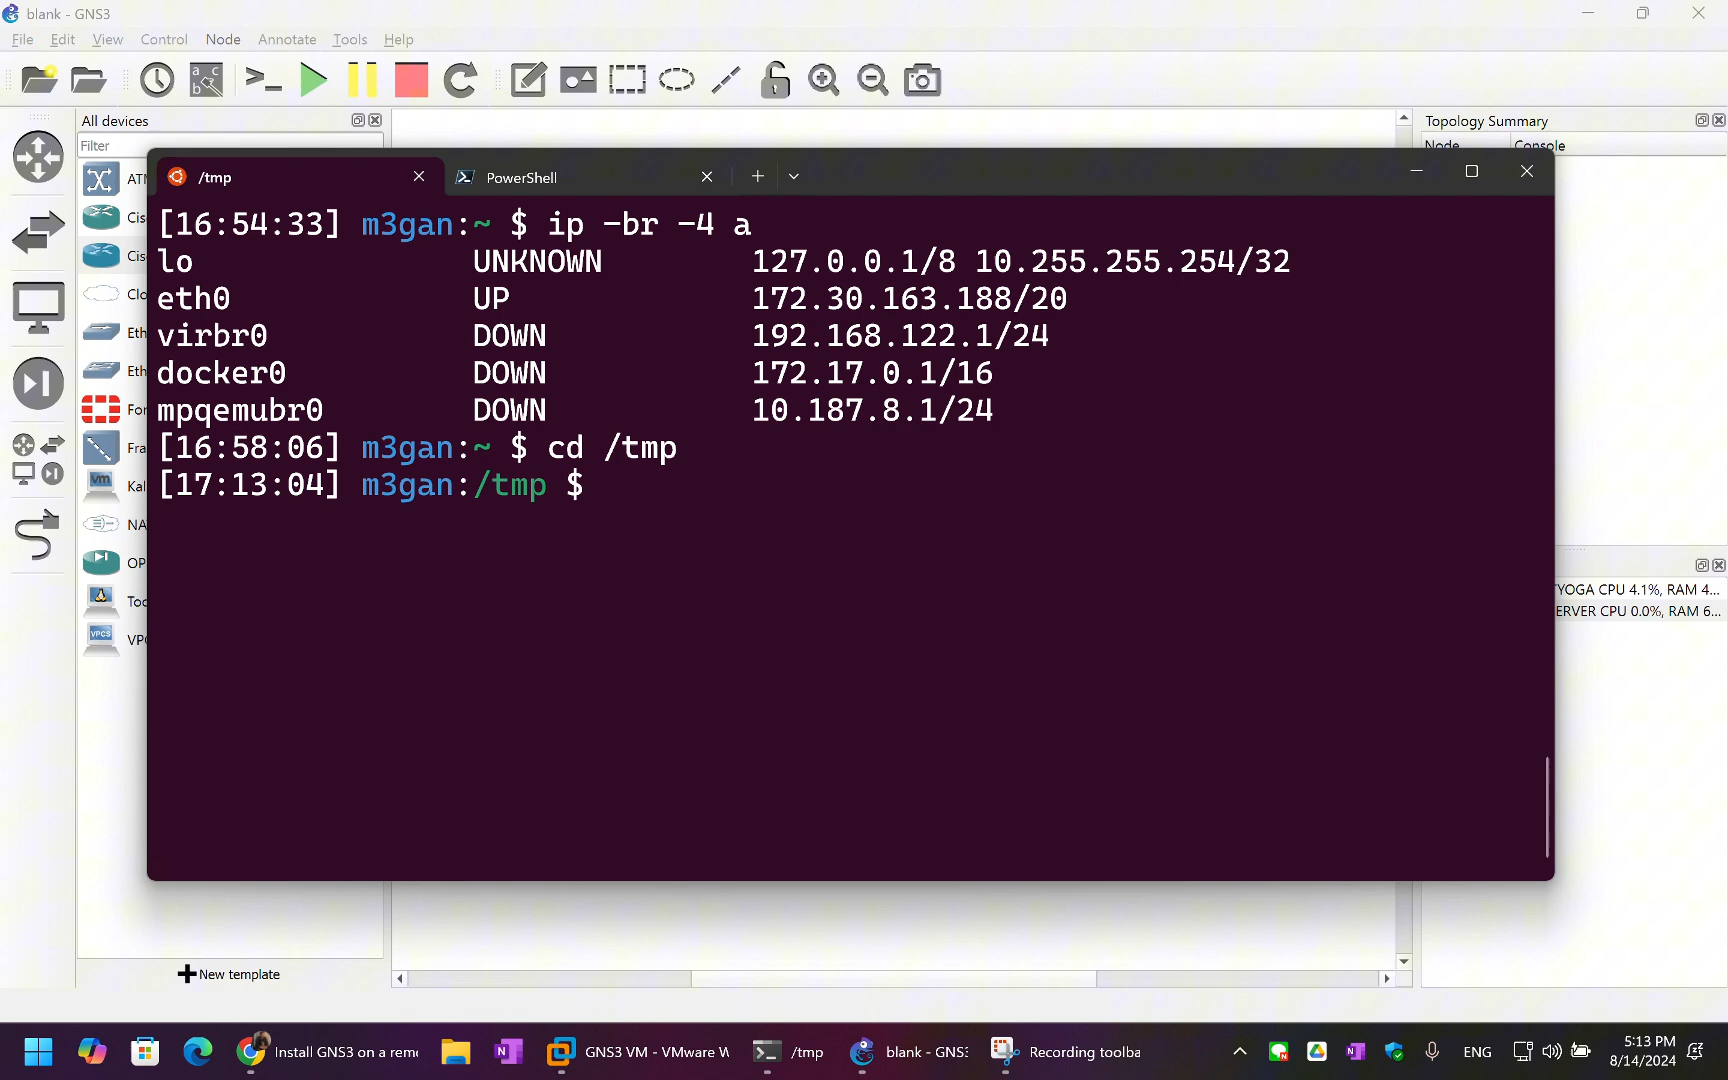 blank - GNS3
File Edit View Control Node Annotate Tools Help
All devices
Topology Summary
Filter
Node Console
/tmp
PowerShell
[16:54:33] m3gan:~ $ ip -br -4 a
lo UNKNOWN 127.0.0.1/8 10.255.255.254/32
eth0 UP 172.30.163.188/20
virbr0 DOWN 192.168.122.1/24
docker0 DOWN 172.17.0.1/16
mpqemubr0 DOWN 10.187.8.1/24
[16:58:06] m3gan:~ $ cd /tmp
[17:13:04] m3gan:/tmp $
ATM
Cis
Cis
Clo
Eth
Eth
For
Fra
Kal
NA
OP
Too
VPC
YOGA CPU 4.1%, RAM 4...
ERVER CPU 0.0%, RAM 6...
New template
Install GNS3 on a rem
GNS3 VM - VMware W
/tmp
blank - GNS3
Recording toolba
ENG
5:13 PM
8/14/2024